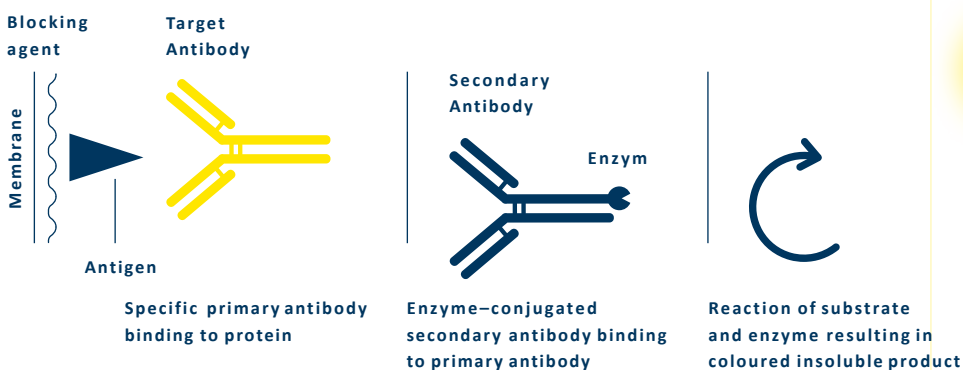 Blocking
agent
Target
Antibody
Membrane
Antigen
Specific primary antibody
binding to protein
Secondary
Antibody
Enzym
Enzyme–conjugated
secondary antibody binding
to primary antibody
Reaction of substrate
and enzyme resulting in
coloured insoluble product